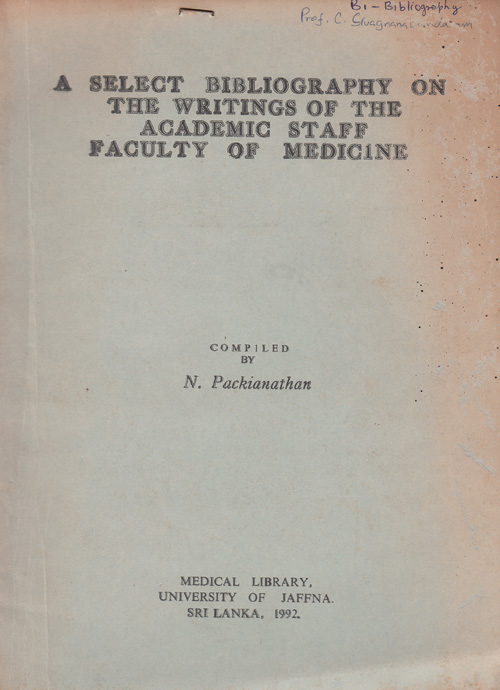 Bi - Bibliography
Prof. C.
A SELECT BIBLIOGRAPHY ON
THE WRITINGS OF THE
ACADEMIC STAFF
FACULTY OF MEDIC1NE
COMPILED
BY
N. Packianathan
MEDICAL LIBRARY,
UNIVERSITY OF JAFFNA.
SRI LANKA. 1992.